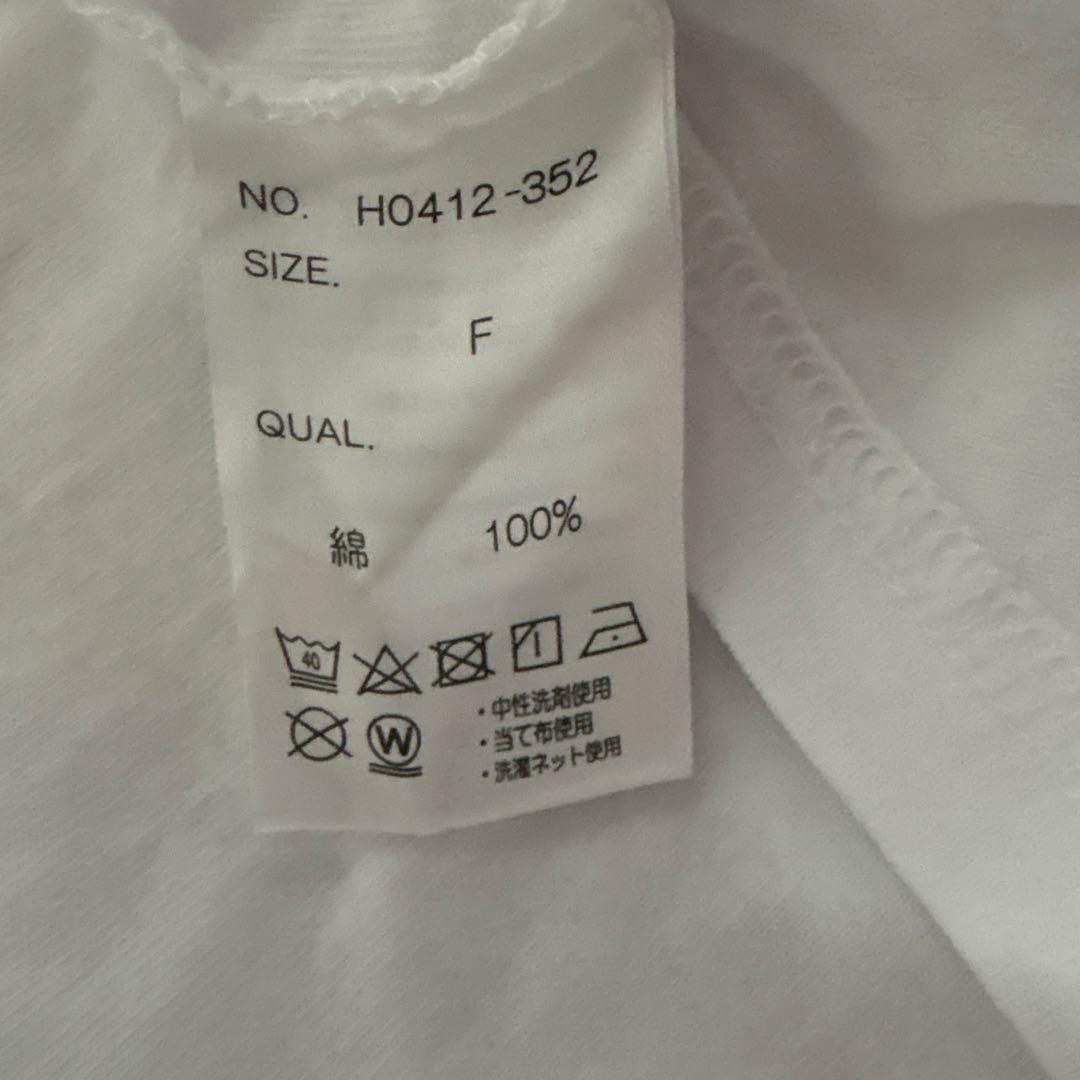 NO. H0412-352
SIZE.
F
QUAL.
綿 100%
40
W
・中性洗剤使用
・当て布使用
・洗濯ネット使用